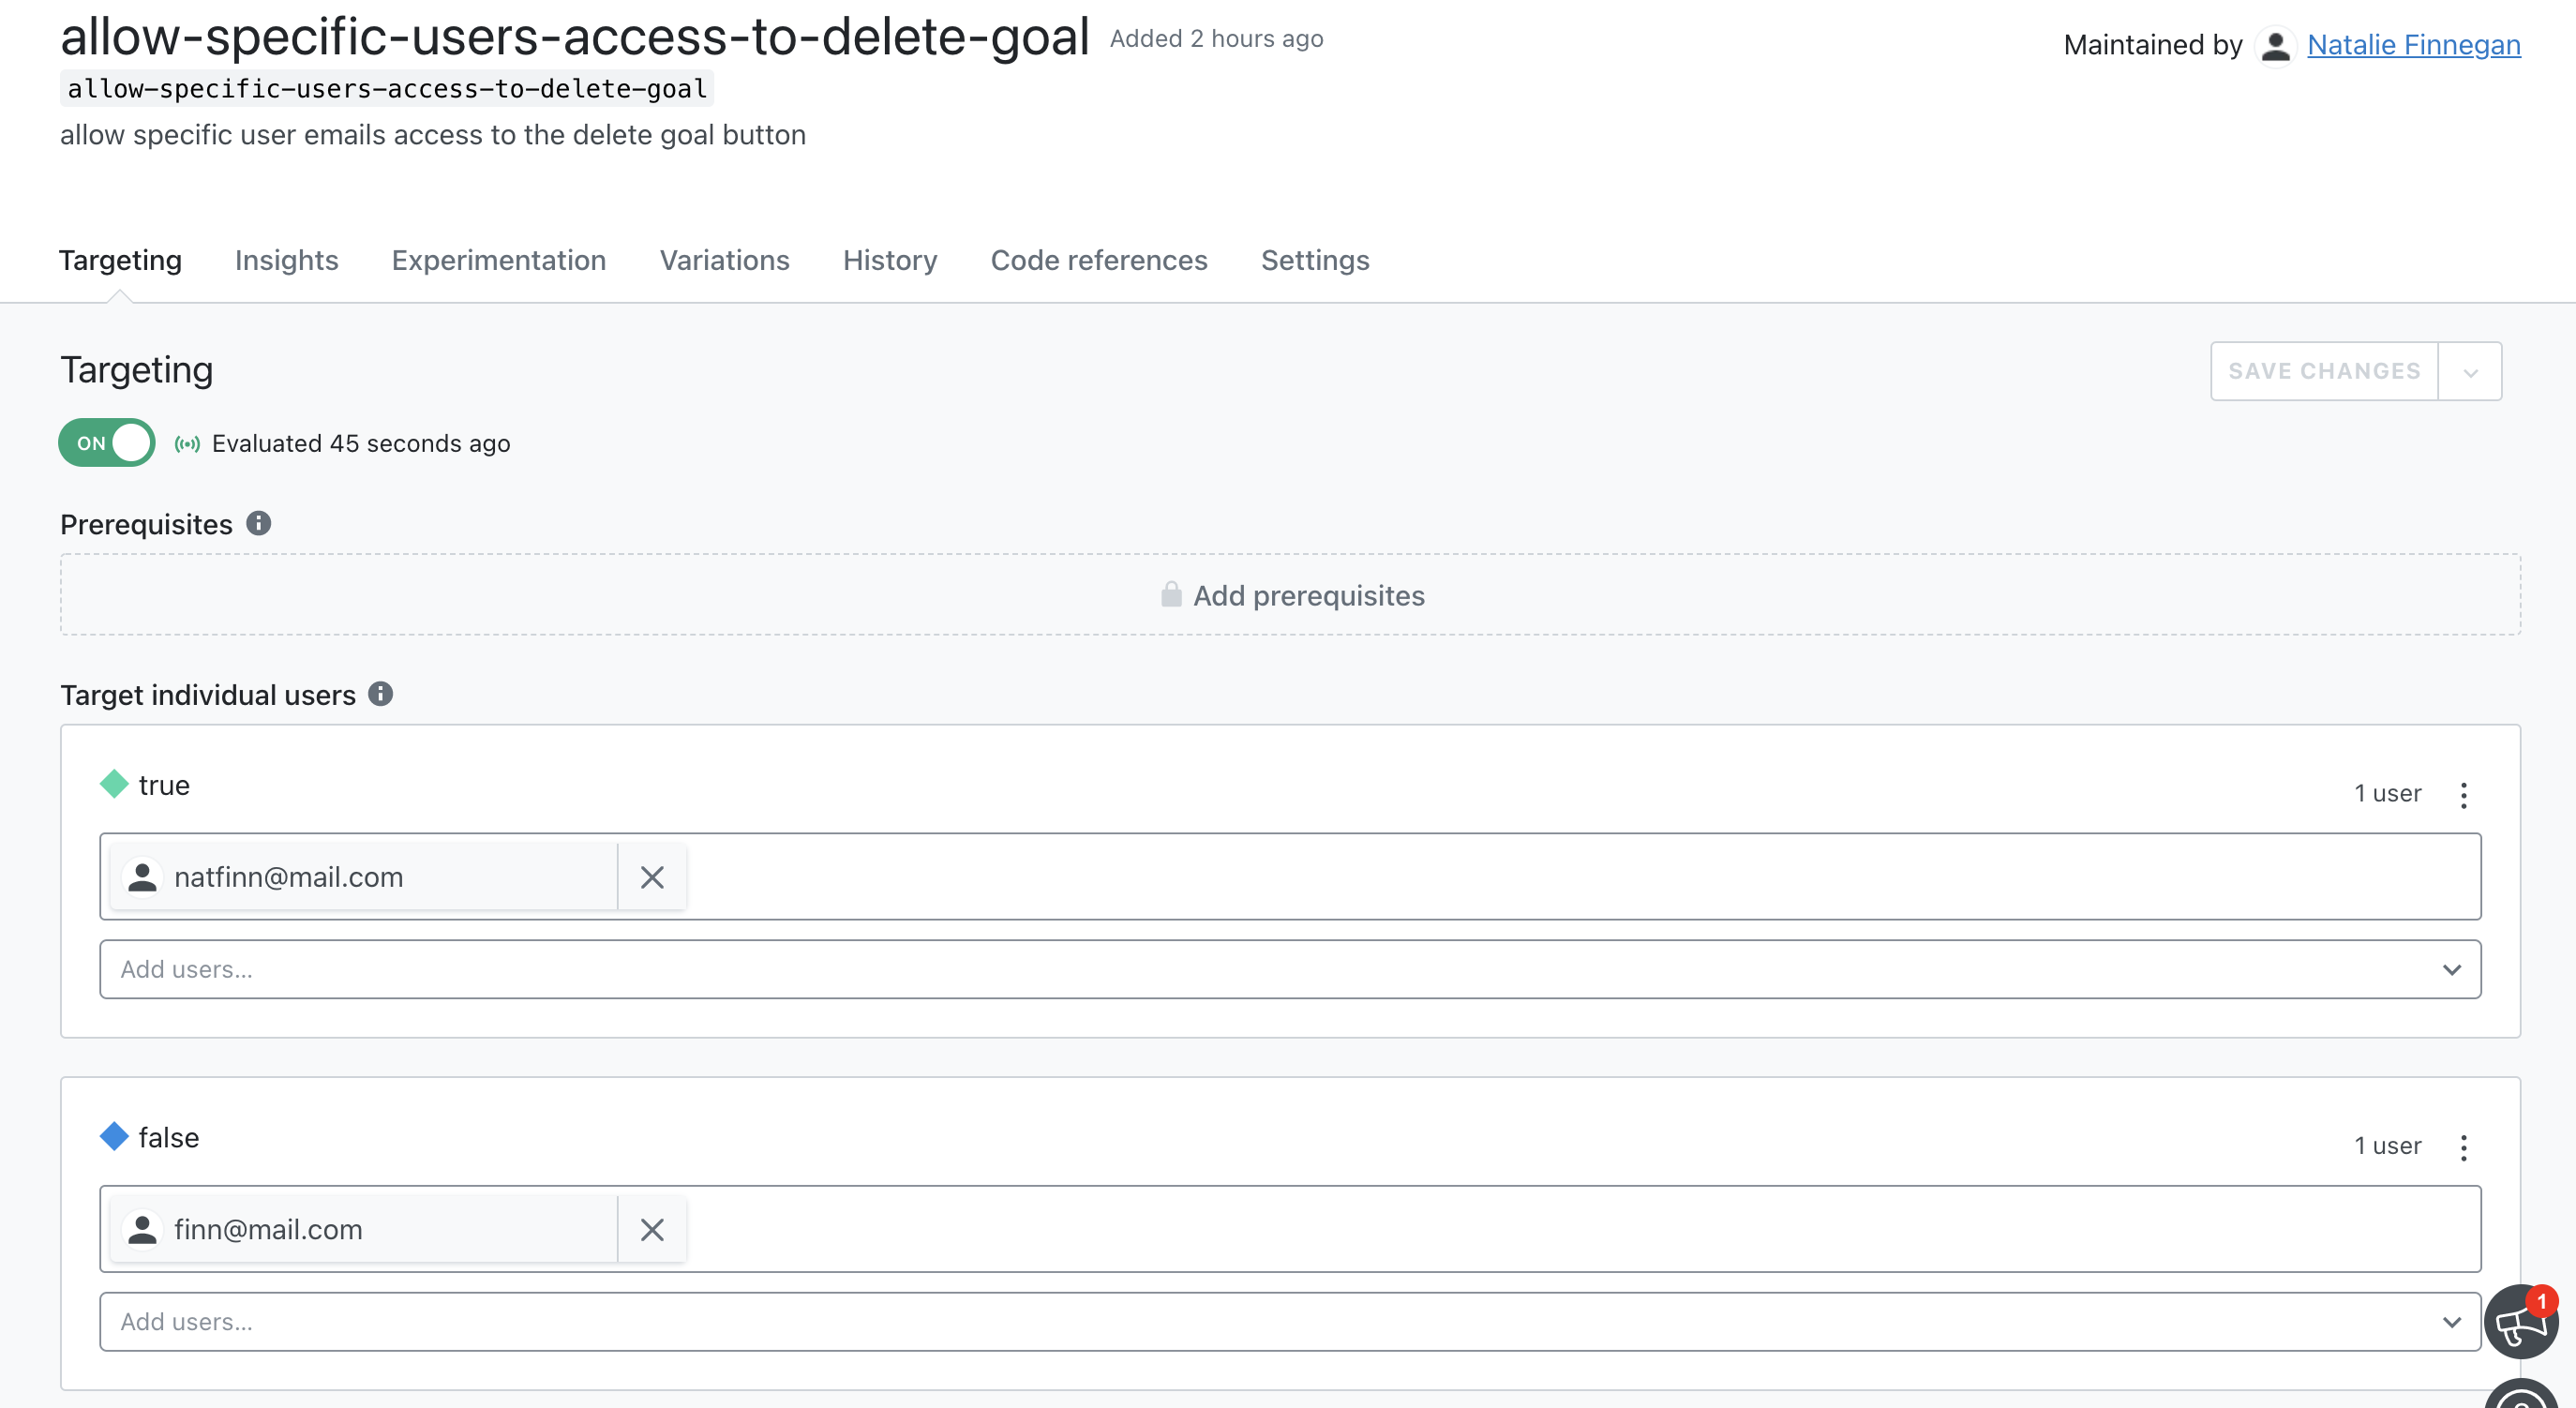 allow-specific-users-access-to-delete-goal Added 2 hours ago
Maintained by Natalie Finnegan
allow-specific-users-access-to-delete-goal
allow specific user emails access to the delete goal button
Targeting Insights Experimentation Variations History Code references Settings
Targeting
SAVE CHANGES
ON Evaluated 45 seconds ago
Prerequisites
Add prerequisites
Target individual users
true
1 user
natfinn@mail.com
Add users...
false
1 user
finn@mail.com
Add users...
1